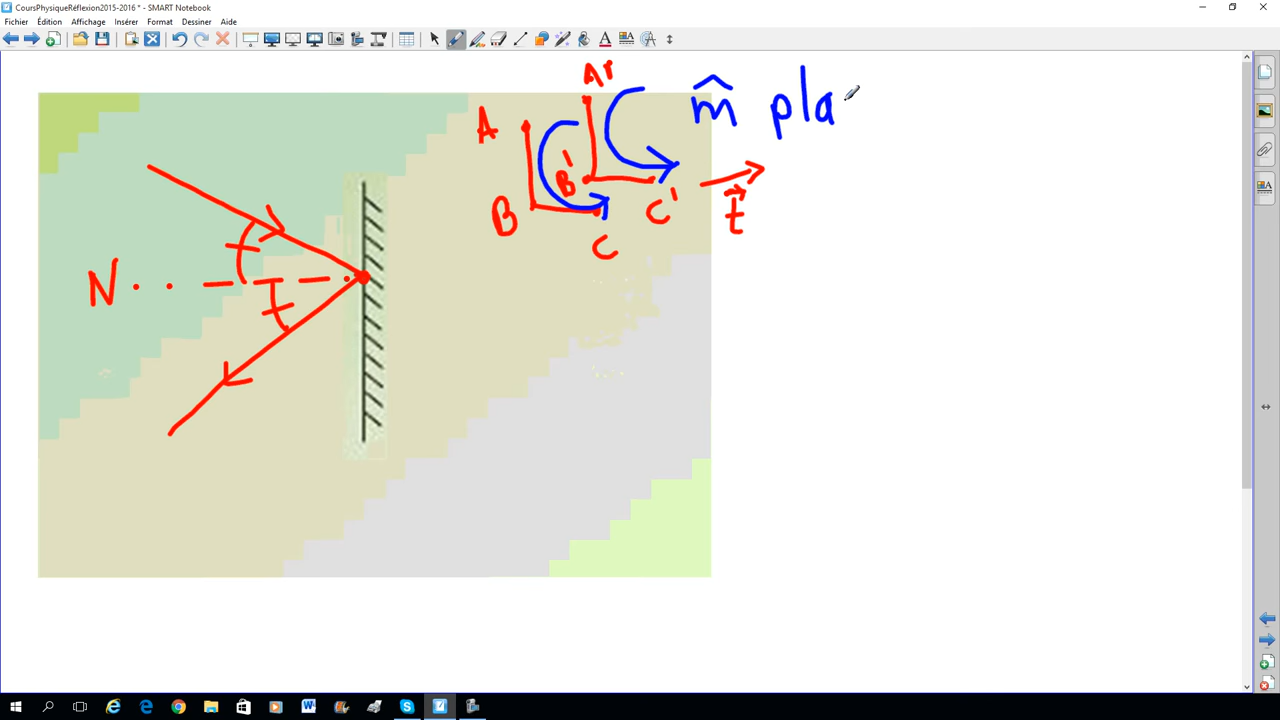 CoursPhysiqueRéflexion2015-2016 * - SMART Notebook
Fichier Édition Affichage Insérer Format Dessiner Aide
A'
m̂ pla
A
B'
B
C'
t⃗
C
N